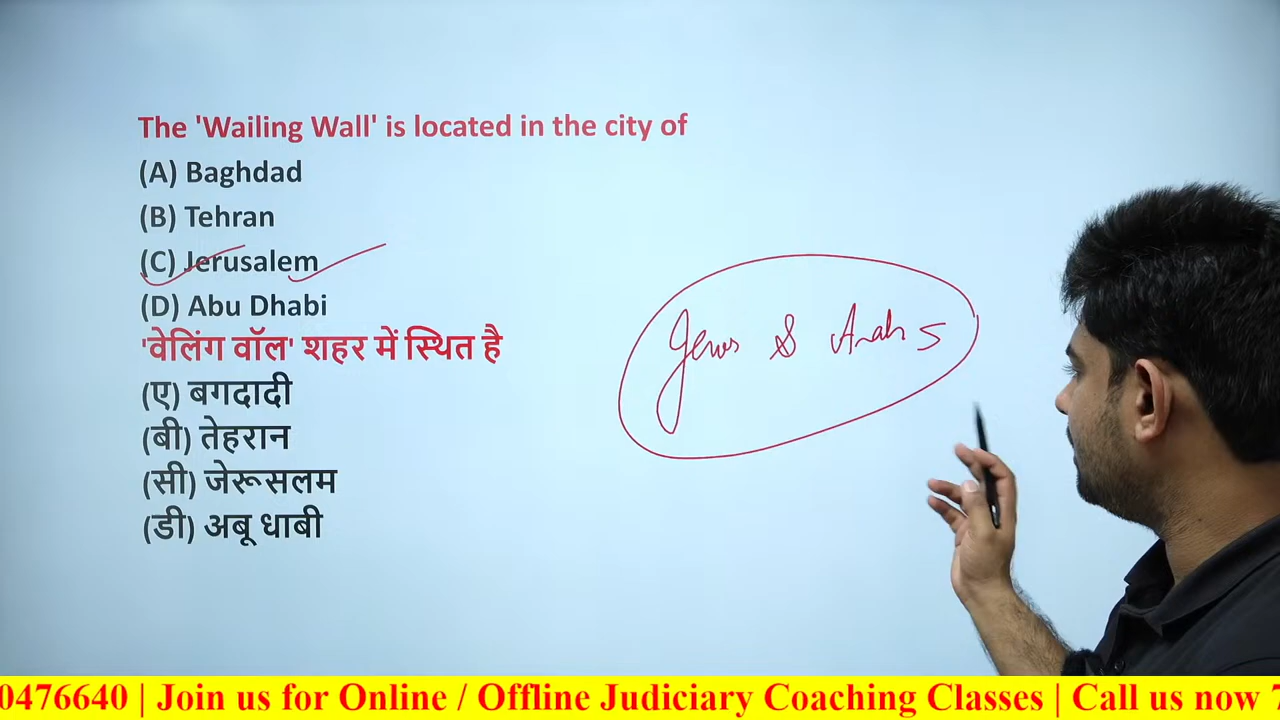 The 'Wailing Wall' is located in the city of
(A) Baghdad
(B) Tehran
(C) Jerusalem
(D) Abu Dhabi
'वेलिंग वॉल' शहर में स्थित है
(ए) बगदादी
(बी) तेहरान
(सी) जेरूसलम
(डी) अबू धाबी
Jews & Arabs
0476640 | Join us for Online / Offline Judiciary Coaching Classes | Call us now 7